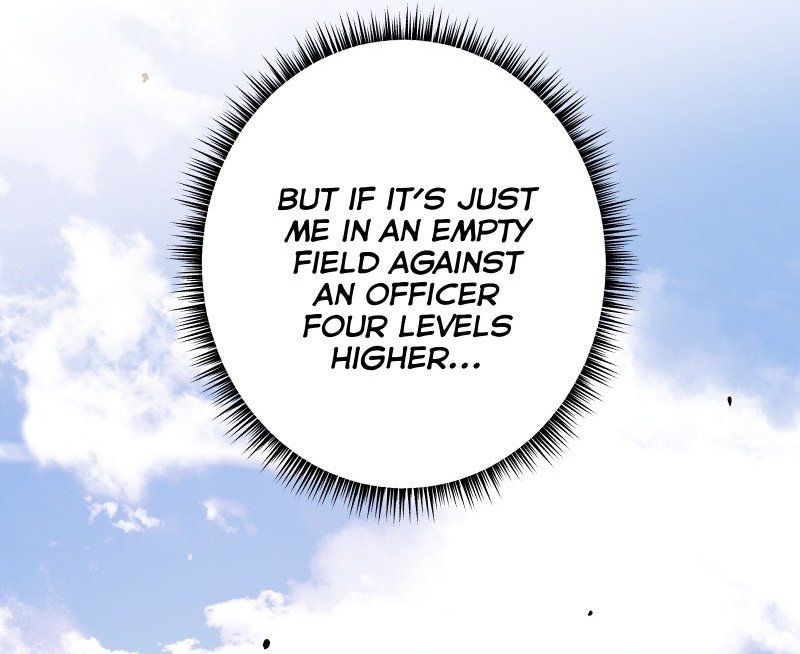 BUT IF IT'S JUST
ME IN AN EMPTY
FIELD AGAINST
AN OFFICER
FOUR LEVELS
HIGHER...